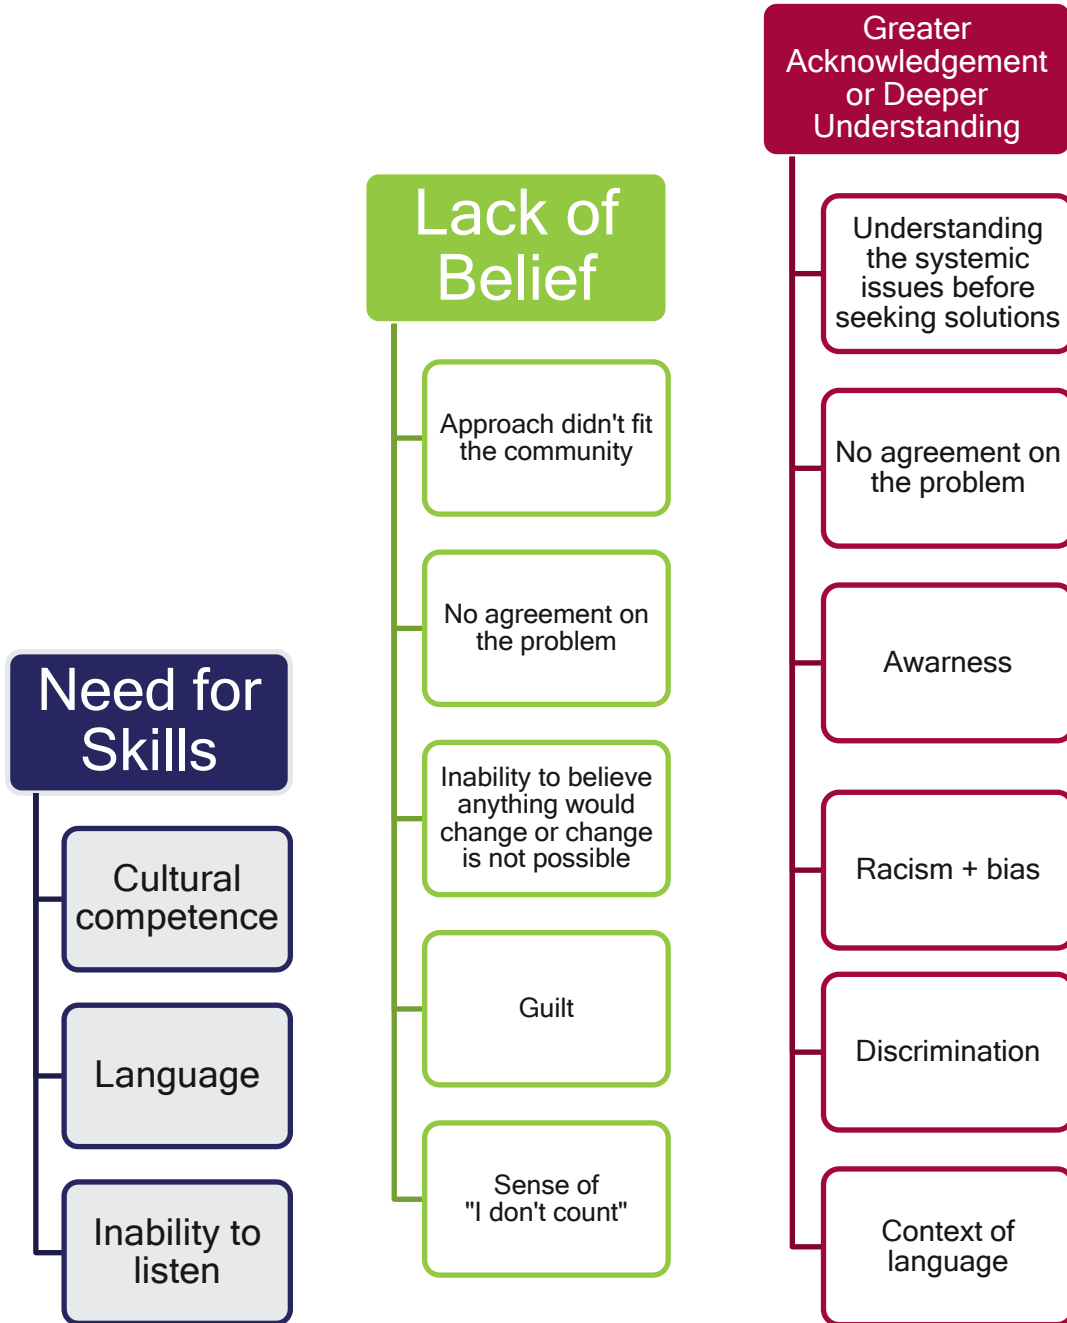 Need for
Skills
Cultural
competence
Language
Inability to
listen
Lack of
Belief
Approach didn't fit
the community
No agreement on
the problem
Inability to believe
anything would
change or change
is not possible
Guilt
Sense of
"I don't count"
Greater
Acknowledgement
or Deeper
Understanding
Understanding
the systemic
issues before
seeking solutions
No agreement on
the problem
Awarness
Racism + bias
Discrimination
Context of
language